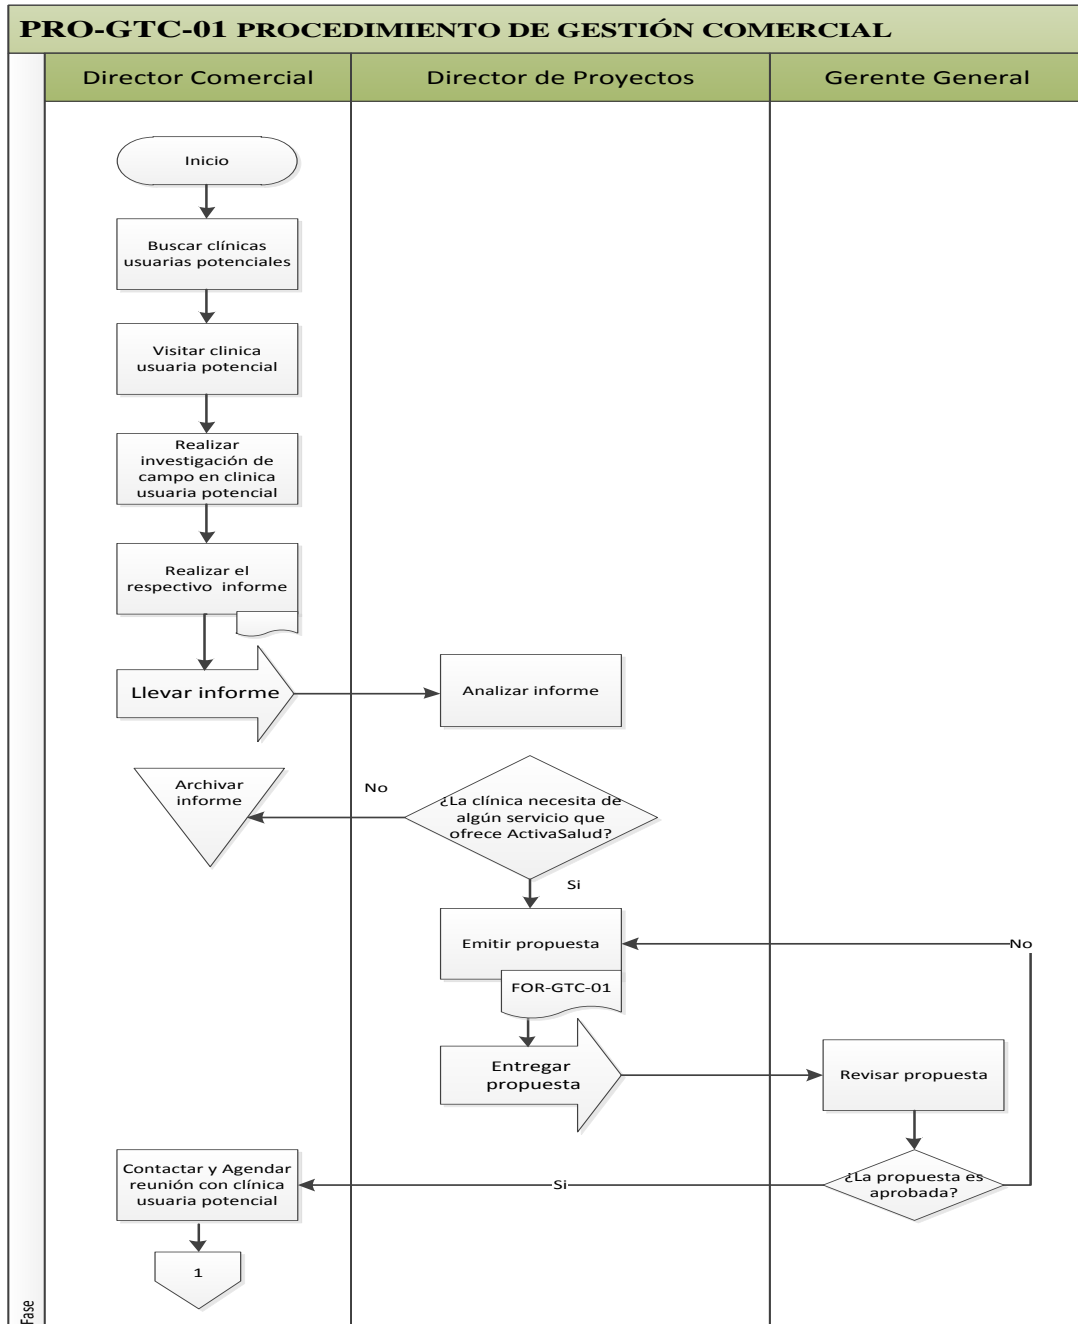 PRO-GTC-01 PROCEDIMIENTO DE GESTIÓN COMERCIAL
Director Comercial
Director de Proyectos
Gerente General
Inicio
Buscar clínicas
usuarias potenciales
Visitar clinica
usuaria potencial
Realizar
investigación de
campo en clinica
usuaria potencial
Realizar el
respectivo informe
Llevar informe
Analizar informe
Archivar
informe
No
¿La clínica necesita de
algún servicio que
ofrece ActivaSalud?
Si
Emitir propuesta
No
FOR-GTC-01
Entregar
propuesta
Revisar propuesta
Contactar y Agendar
reunión con clínica
usuaria potencial
Si
¿La propuesta es
aprobada?
1
Fase